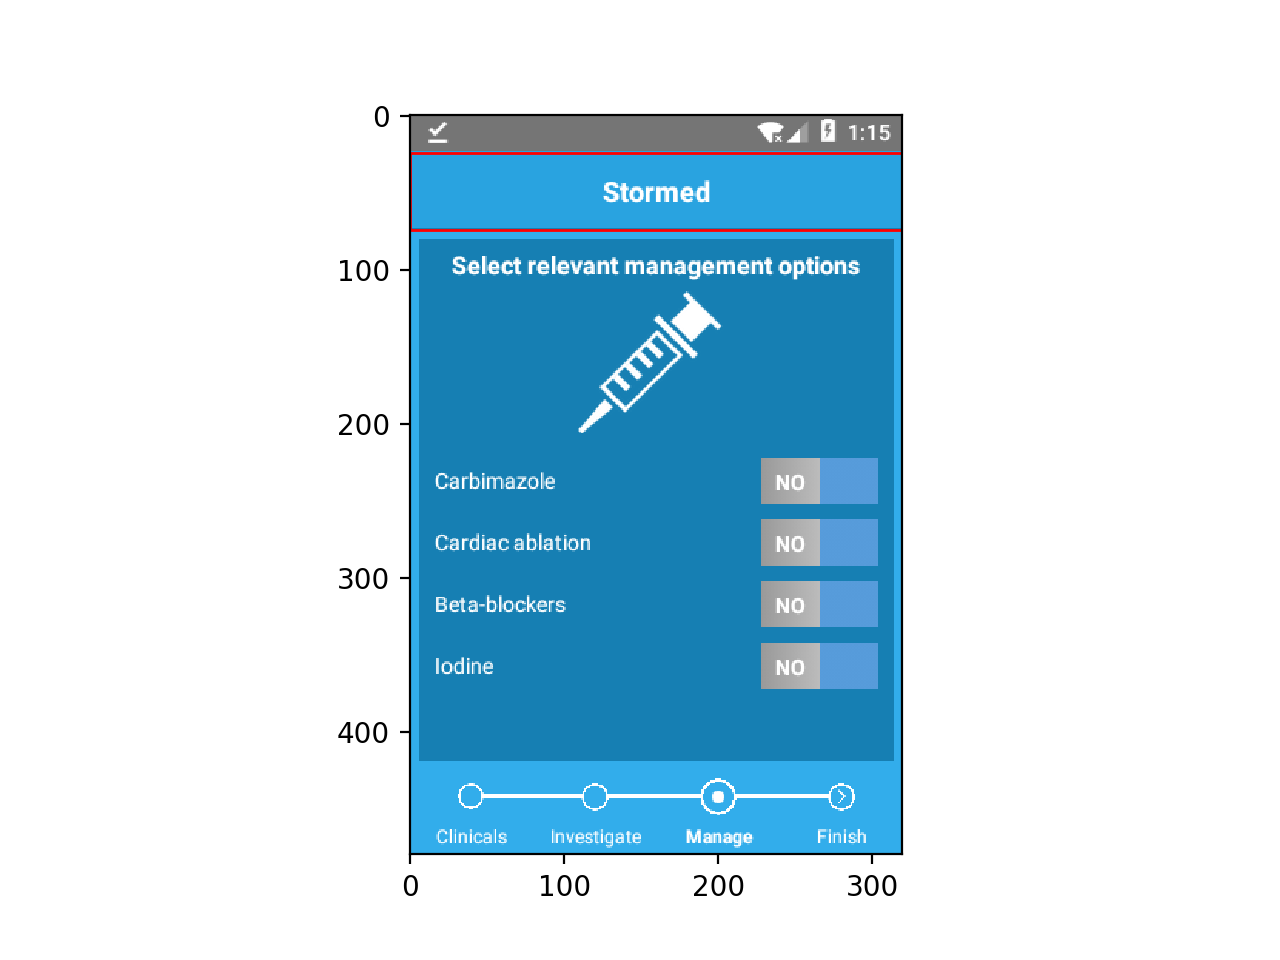 1:15
Stormed
Select relevant management options
Carbimazole NO
Cardiac ablation NO
Beta-blockers NO
Iodine NO
Clinicals Investigate Manage Finish
0
100
200
300
400
0 100 200 300